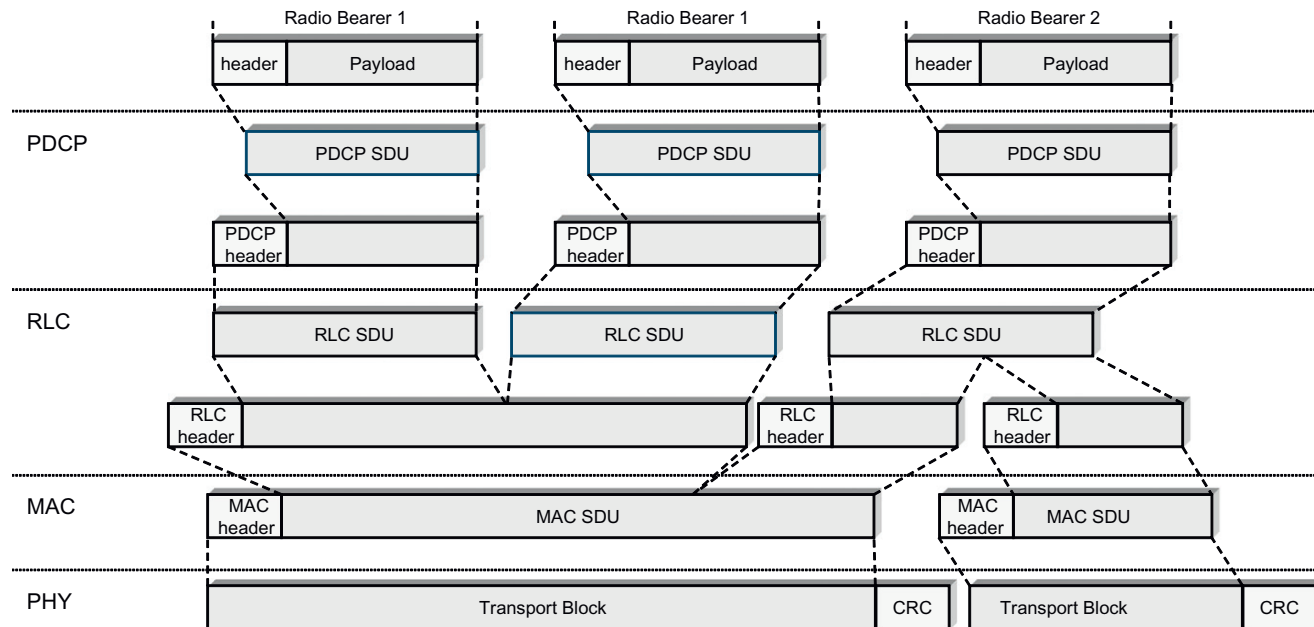 Radio Bearer 1 Radio Bearer 1 Radio Bearer 2
header Payload header Payload header Payload
PDCP
PDCP SDU PDCP SDU PDCP SDU
PDCP header PDCP header PDCP header
RLC
RLC SDU RLC SDU RLC SDU
RLC header RLC header RLC header
MAC
MAC header MAC SDU MAC header MAC SDU
PHY
Transport Block CRC Transport Block CRC